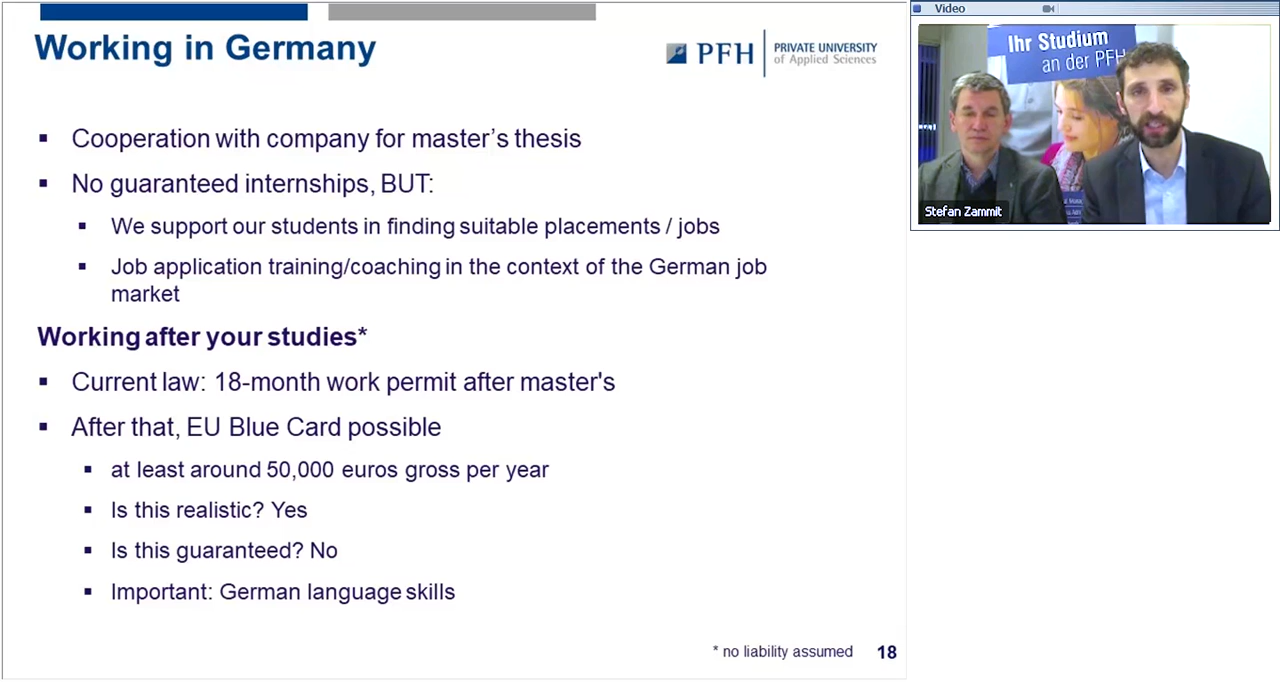 Working in Germany
PFH
PRIVATE UNIVERSITY
of Applied Sciences
▪ Cooperation with company for master’s thesis
▪ No guaranteed internships, BUT:
▪ We support our students in finding suitable placements / jobs
▪ Job application training/coaching in the context of the German job
market
Working after your studies*
▪ Current law: 18-month work permit after master's
▪ After that, EU Blue Card possible
▪ at least around 50,000 euros gross per year
▪ Is this realistic? Yes
▪ Is this guaranteed? No
▪ Important: German language skills
* no liability assumed 18
Video
Ihr Studium
an der PFH
Stefan Zammit